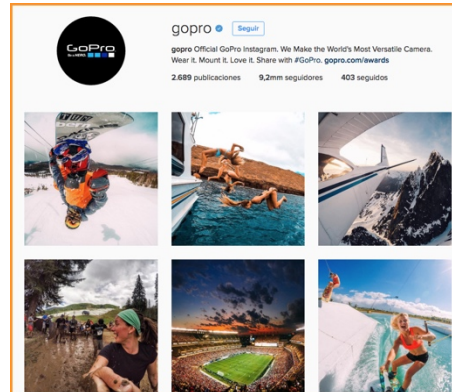 gopro Seguir
gopro Official GoPro Instagram. We Make the World's Most Versatile Camera.
Wear it. Mount it. Love it. Share with #GoPro. gopro.com/awards
2.689 publicaciones 9,2mm seguidores 403 seguidos
GoPro